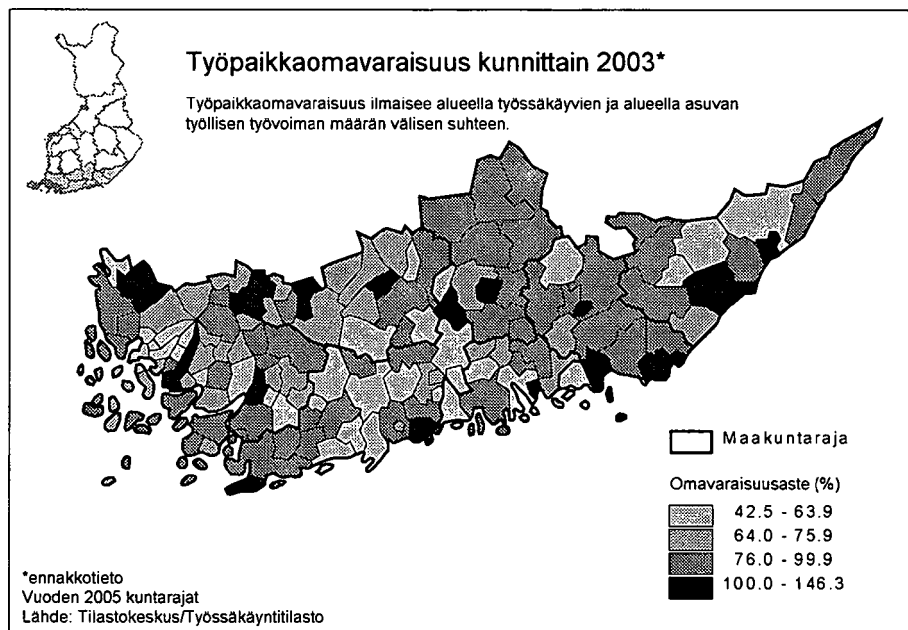 Työpaikkaomavaraisuus kunnittain 2003*
Työpaikkaomavaraisuus ilmaisee alueella työssäkäyvien ja alueella asuvan
työllisen työvoiman määrän välisen suhteen.
Maakuntaraja
Omavaraisuusaste (%)
42.5 - 63.9
64.0 - 75.9
76.0 - 99.9
100.0 - 146.3
*ennakkotieto
Vuoden 2005 kuntarajat
Lähde: Tilastokeskus/Työssäkäyntitilasto